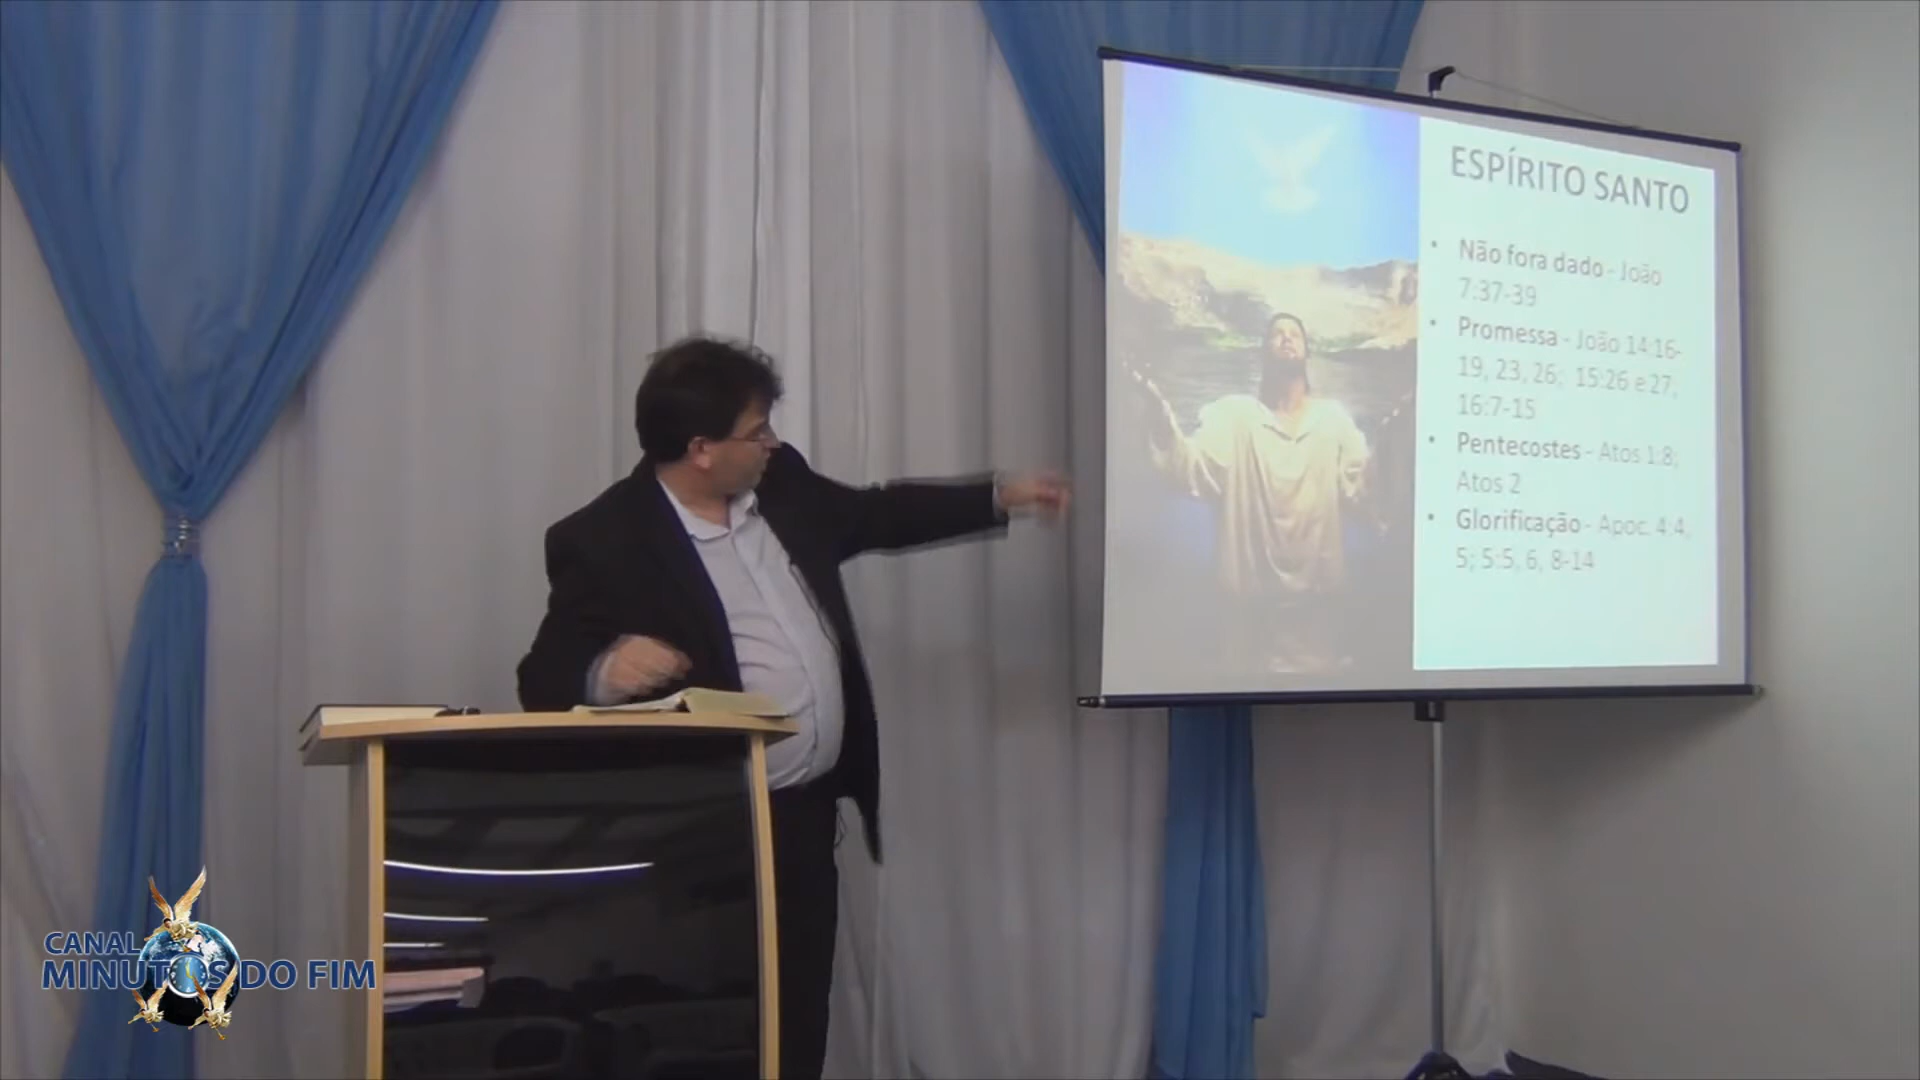 ESPÍRITO SANTO
• Não fora dado - João
7:37-39
• Promessa - João 14:16-
19, 23, 26; 15:26 e 27;
16:7-15
• Pentecostes - Atos 1:8;
Atos 2
• Glorificação - Apoc. 4:4,
5; 5:5, 6, 8-14
CANAL
MINUTOS DO FIM